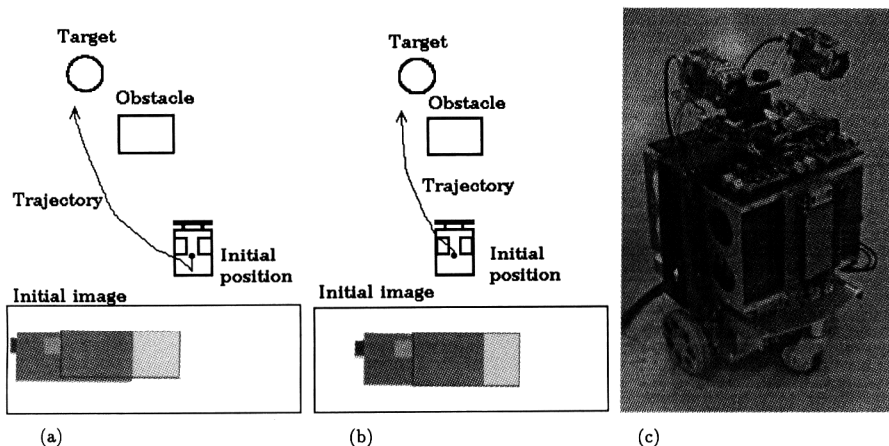 Target
Obstacle
Trajectory
Initial
position
Initial image
(a)
Target
Obstacle
Trajectory
Initial
position
Initial image
(b)
(c)